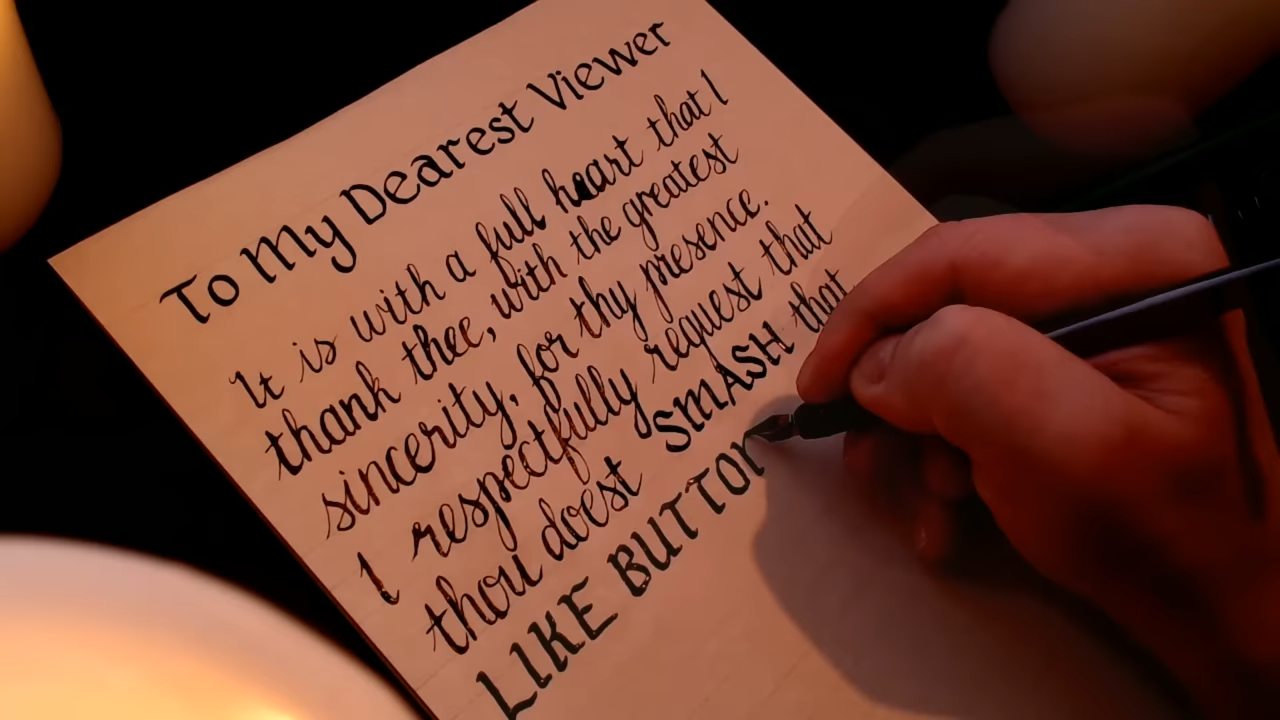 To My Dearest Viewer
It is with a full heart that I
thank thee, with the greatest
sincerity, for thy presence.
I respectfully request that
thou doest SMASH that
LIKE BUTTON